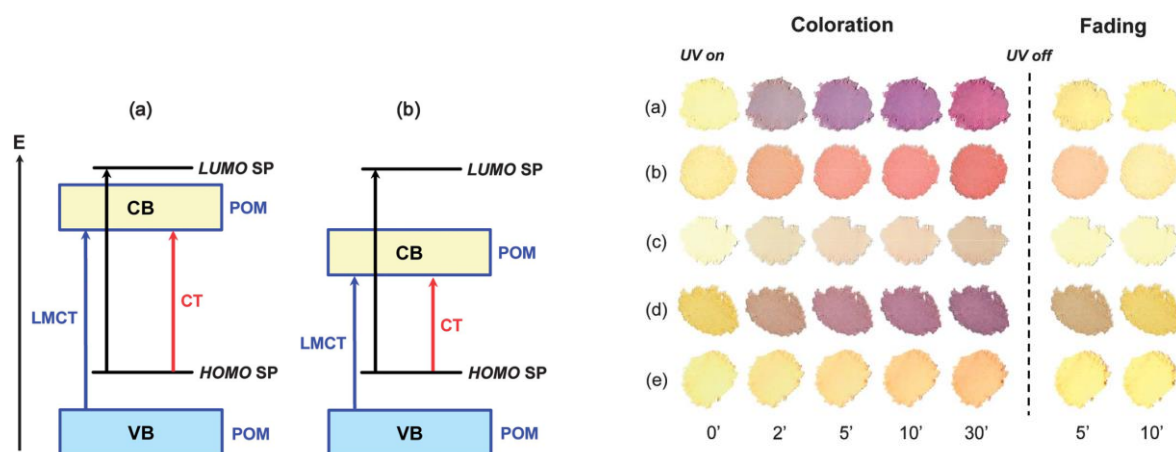 (a)
(b)
E
LUMO SP
LUMO SP
CB
POM
CB
POM
LMCT
CT
LMCT
CT
HOMO SP
HOMO SP
VB
POM
VB
POM
Coloration
Fading
UV on
UV off
(a)
(b)
(c)
(d)
(e)
0’ 2’ 5’ 10’ 30’ 5’ 10’